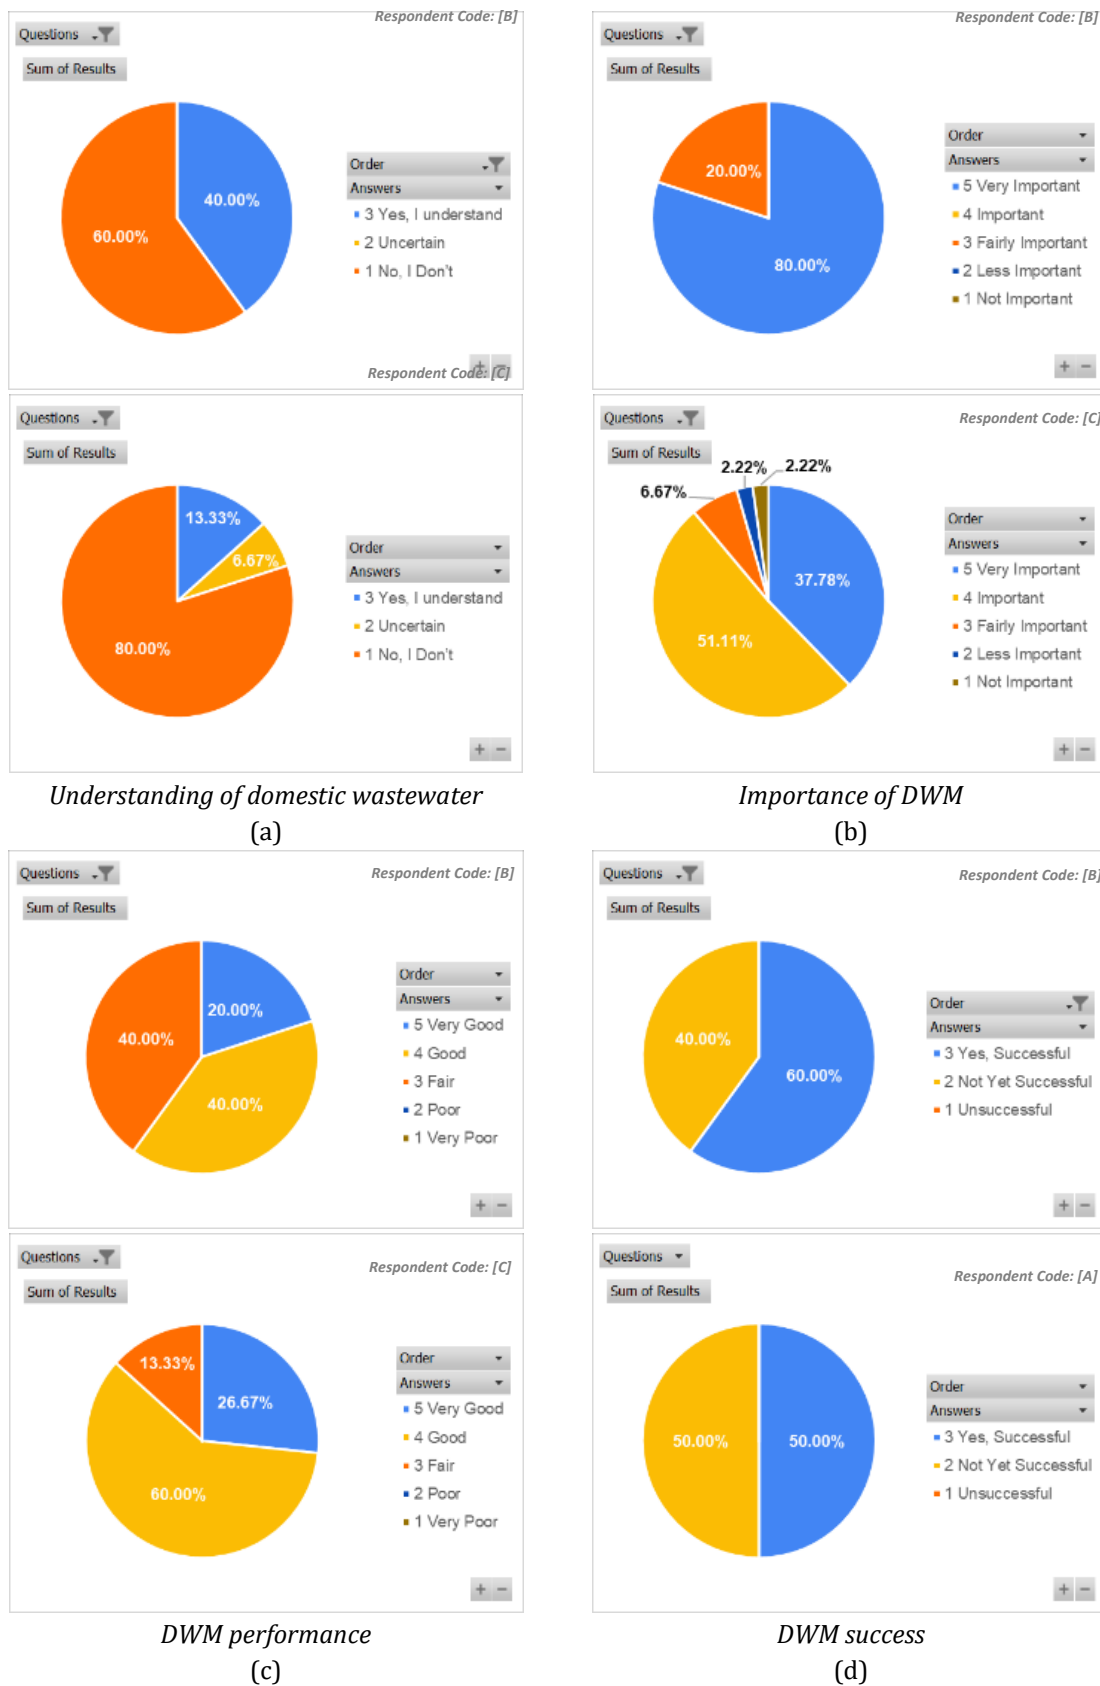 Respondent Code: [B]
Questions
Sum of Results
40.00%
60.00%
Order
Answers
3 Yes, I understand
2 Uncertain
1 No, I Don't
+ −
Respondent Code: [B]
Questions
Sum of Results
20.00%
80.00%
Order
Answers
5 Very Important
4 Important
3 Fairly Important
2 Less Important
1 Not Important
+ −
Respondent Code: [C]
Questions
Sum of Results
13.33%
6.67%
80.00%
Order
Answers
3 Yes, I understand
2 Uncertain
1 No, I Don't
+ −
Questions
Respondent Code: [C]
Sum of Results
2.22% 2.22%
6.67%
37.78%
51.11%
Order
Answers
5 Very Important
4 Important
3 Fairly Important
2 Less Important
1 Not Important
+ −
Understanding of domestic wastewater
(a)
Importance of DWM
(b)
Questions
Respondent Code: [B]
Sum of Results
20.00%
40.00%
40.00%
Order
Answers
5 Very Good
4 Good
3 Fair
2 Poor
1 Very Poor
+ −
Questions
Respondent Code: [B]
Sum of Results
40.00%
60.00%
Order
Answers
3 Yes, Successful
2 Not Yet Successful
1 Unsuccessful
+ −
Questions
Respondent Code: [C]
Sum of Results
13.33%
26.67%
60.00%
Order
Answers
5 Very Good
4 Good
3 Fair
2 Poor
1 Very Poor
+ −
Questions
Respondent Code: [A]
Sum of Results
50.00% 50.00%
Order
Answers
3 Yes, Successful
2 Not Yet Successful
1 Unsuccessful
+ −
DWM performance
(c)
DWM success
(d)